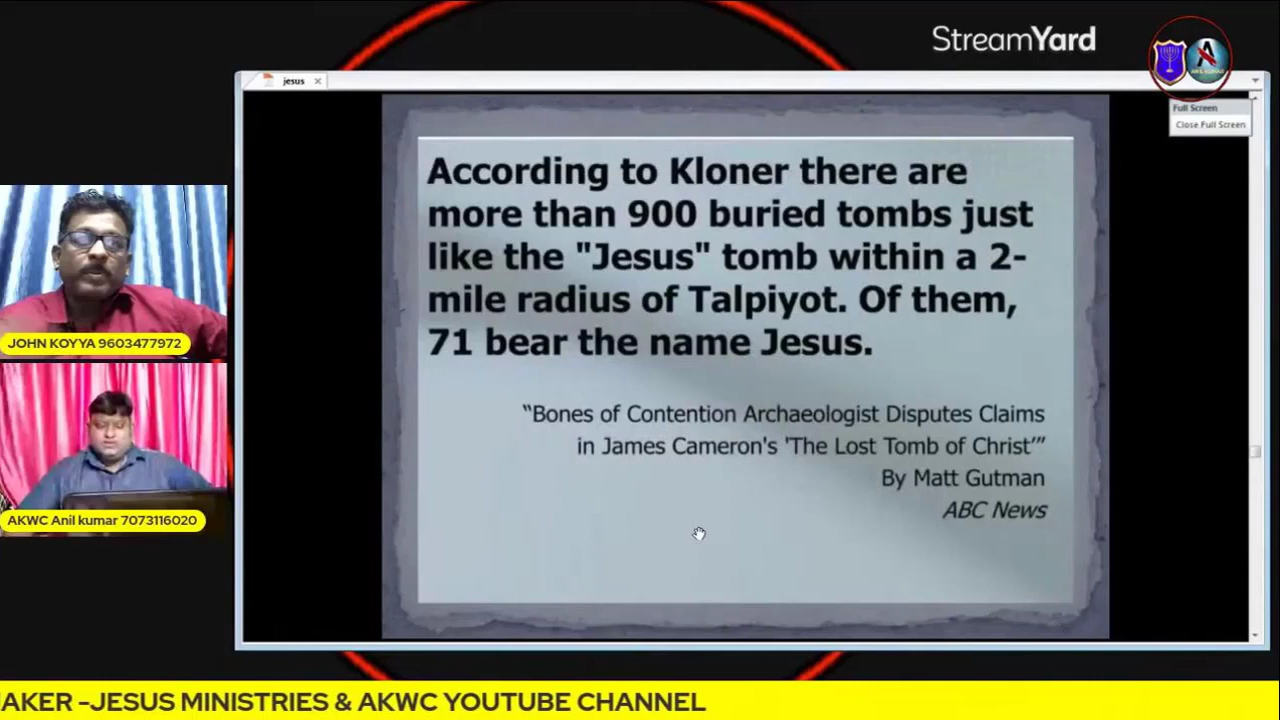 StreamYard
A
ANIL KUMAR
jesus
Full Screen
Close Full Screen
According to Kloner there are
more than 900 buried tombs just
like the "Jesus" tomb within a 2-
mile radius of Talpiyot. Of them,
71 bear the name Jesus.
“Bones of Contention Archaeologist Disputes Claims
in James Cameron's 'The Lost Tomb of Christ’”
By Matt Gutman
ABC News
JOHN KOYYA 9603477972
AKWC Anil kumar 7073116020
AKER –JESUS MINISTRIES & AKWC YOUTUBE CHANNEL